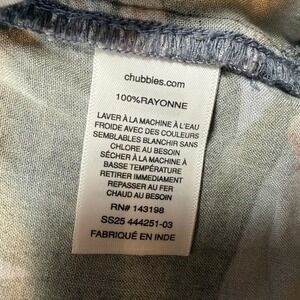 chubbies.com
100%RAYONNE
LAVER À LA MACHINE À L'EAU
FROIDE AVEC DES COULEURS
SEMBLABLES BLANCHIR SANS
CHLORE AU BESOIN
SÉCHER À LA MACHINE À
BASSE TEMPÉRATURE
RETIRER IMMEDIAMENT
REPASSER AU FER
CHAUD AU BESOIN
RN# 143198
SS25 444251-03
FABRIQUÉ EN INDE